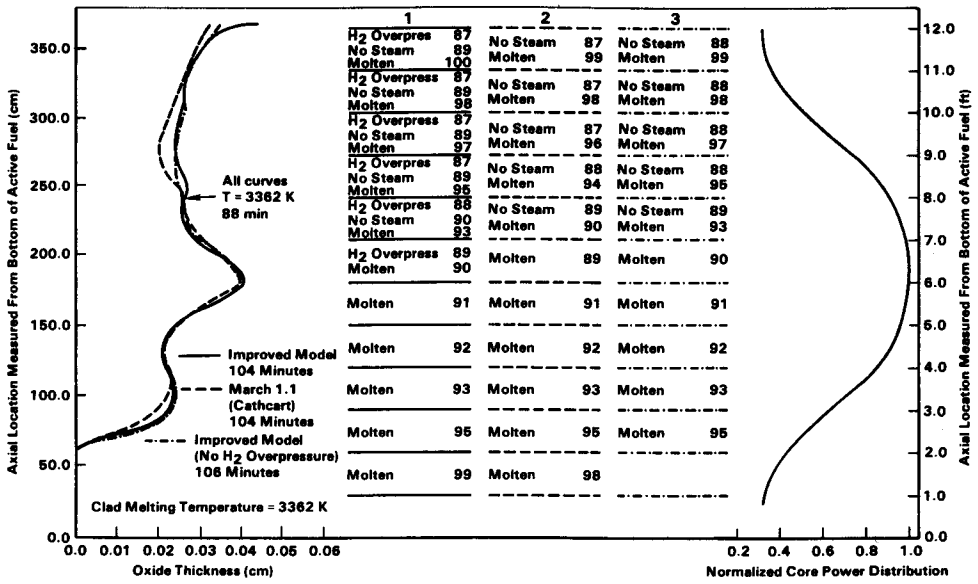 1 2 3
350.0
300.0
250.0
200.0
150.0
100.0
50.0
0.0
Axial Location Measured From Bottom of Active Fuel (cm)
0.0 0.01 0.02 0.03 0.04 0.05 0.06
Oxide Thickness (cm)
All curves
T = 3362 K
88 min
Improved Model
104 Minutes
March 1.1
(Cathcart)
104 Minutes
Improved Model
(No H2 Overpressure)
106 Minutes
Clad Melting Temperature = 3362 K
H2 Overpres 87
No Steam 89
Molten 100
H2 Overpress 87
No Steam 89
Molten 98
H2 Overpress 87
No Steam 89
Molten 97
H2 Overpress 87
No Steam 89
Molten 95
H2 Overpress 88
No Steam 90
Molten 93
H2 Overpress 89
Molten 90
Molten 91
Molten 92
Molten 93
Molten 95
Molten 99
No Steam 87
Molten 99
No Steam 87
Molten 98
No Steam 87
Molten 96
No Steam 88
Molten 94
No Steam 89
Molten 90
Molten 89
Molten 91
Molten 92
Molten 93
Molten 95
Molten 98
No Steam 88
Molten 99
No Steam 88
Molten 98
No Steam 88
Molten 97
No Steam 88
Molten 95
No Steam 89
Molten 93
Molten 90
Molten 91
Molten 92
Molten 93
Molten 95
12.0
11.0
10.0
9.0
8.0
7.0
6.0
5.0
4.0
3.0
2.0
1.0
0.0
Axial Location Measured From Bottom of Active Fuel (ft)
0.2 0.4 0.6 0.8 1.0
Normalized Core Power Distribution